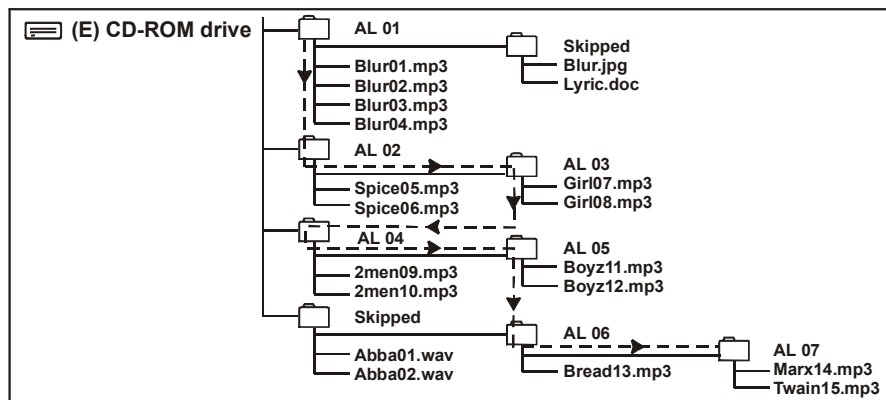 (E) CD-ROM drive
AL 01
Skipped
Blur.jpg
Lyric.doc
Blur01.mp3
Blur02.mp3
Blur03.mp3
Blur04.mp3
AL 02
AL 03
Girl07.mp3
Girl08.mp3
Spice05.mp3
Spice06.mp3
AL 04
AL 05
Boyz11.mp3
Boyz12.mp3
2men09.mp3
2men10.mp3
Skipped
AL 06
AL 07
Abba01.wav
Abba02.wav
Bread13.mp3
Marx14.mp3
Twain15.mp3